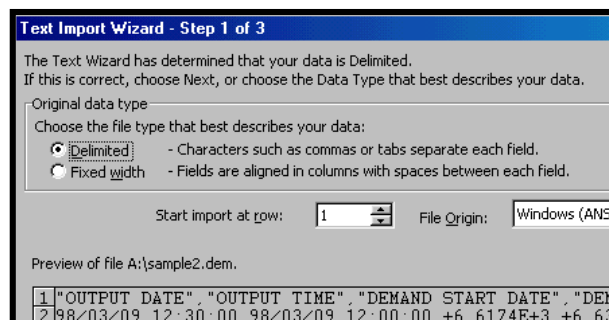 Text Import Wizard - Step 1 of 3
The Text Wizard has determined that your data is Delimited.
If this is correct, choose Next, or choose the Data Type that best describes your data.
Original data type
Choose the file type that best describes your data:
Delimited - Characters such as commas or tabs separate each field.
Fixed width - Fields are aligned in columns with spaces between each field.
Start import at row: 1 File Origin: Windows (ANS
Preview of file A:\sample2.dem.
1 "OUTPUT DATE","OUTPUT TIME","DEMAND START DATE","DEM
2 98/03/09 12:30:00 98/03/09 12:00:00 +6.6174E+3 +6.6